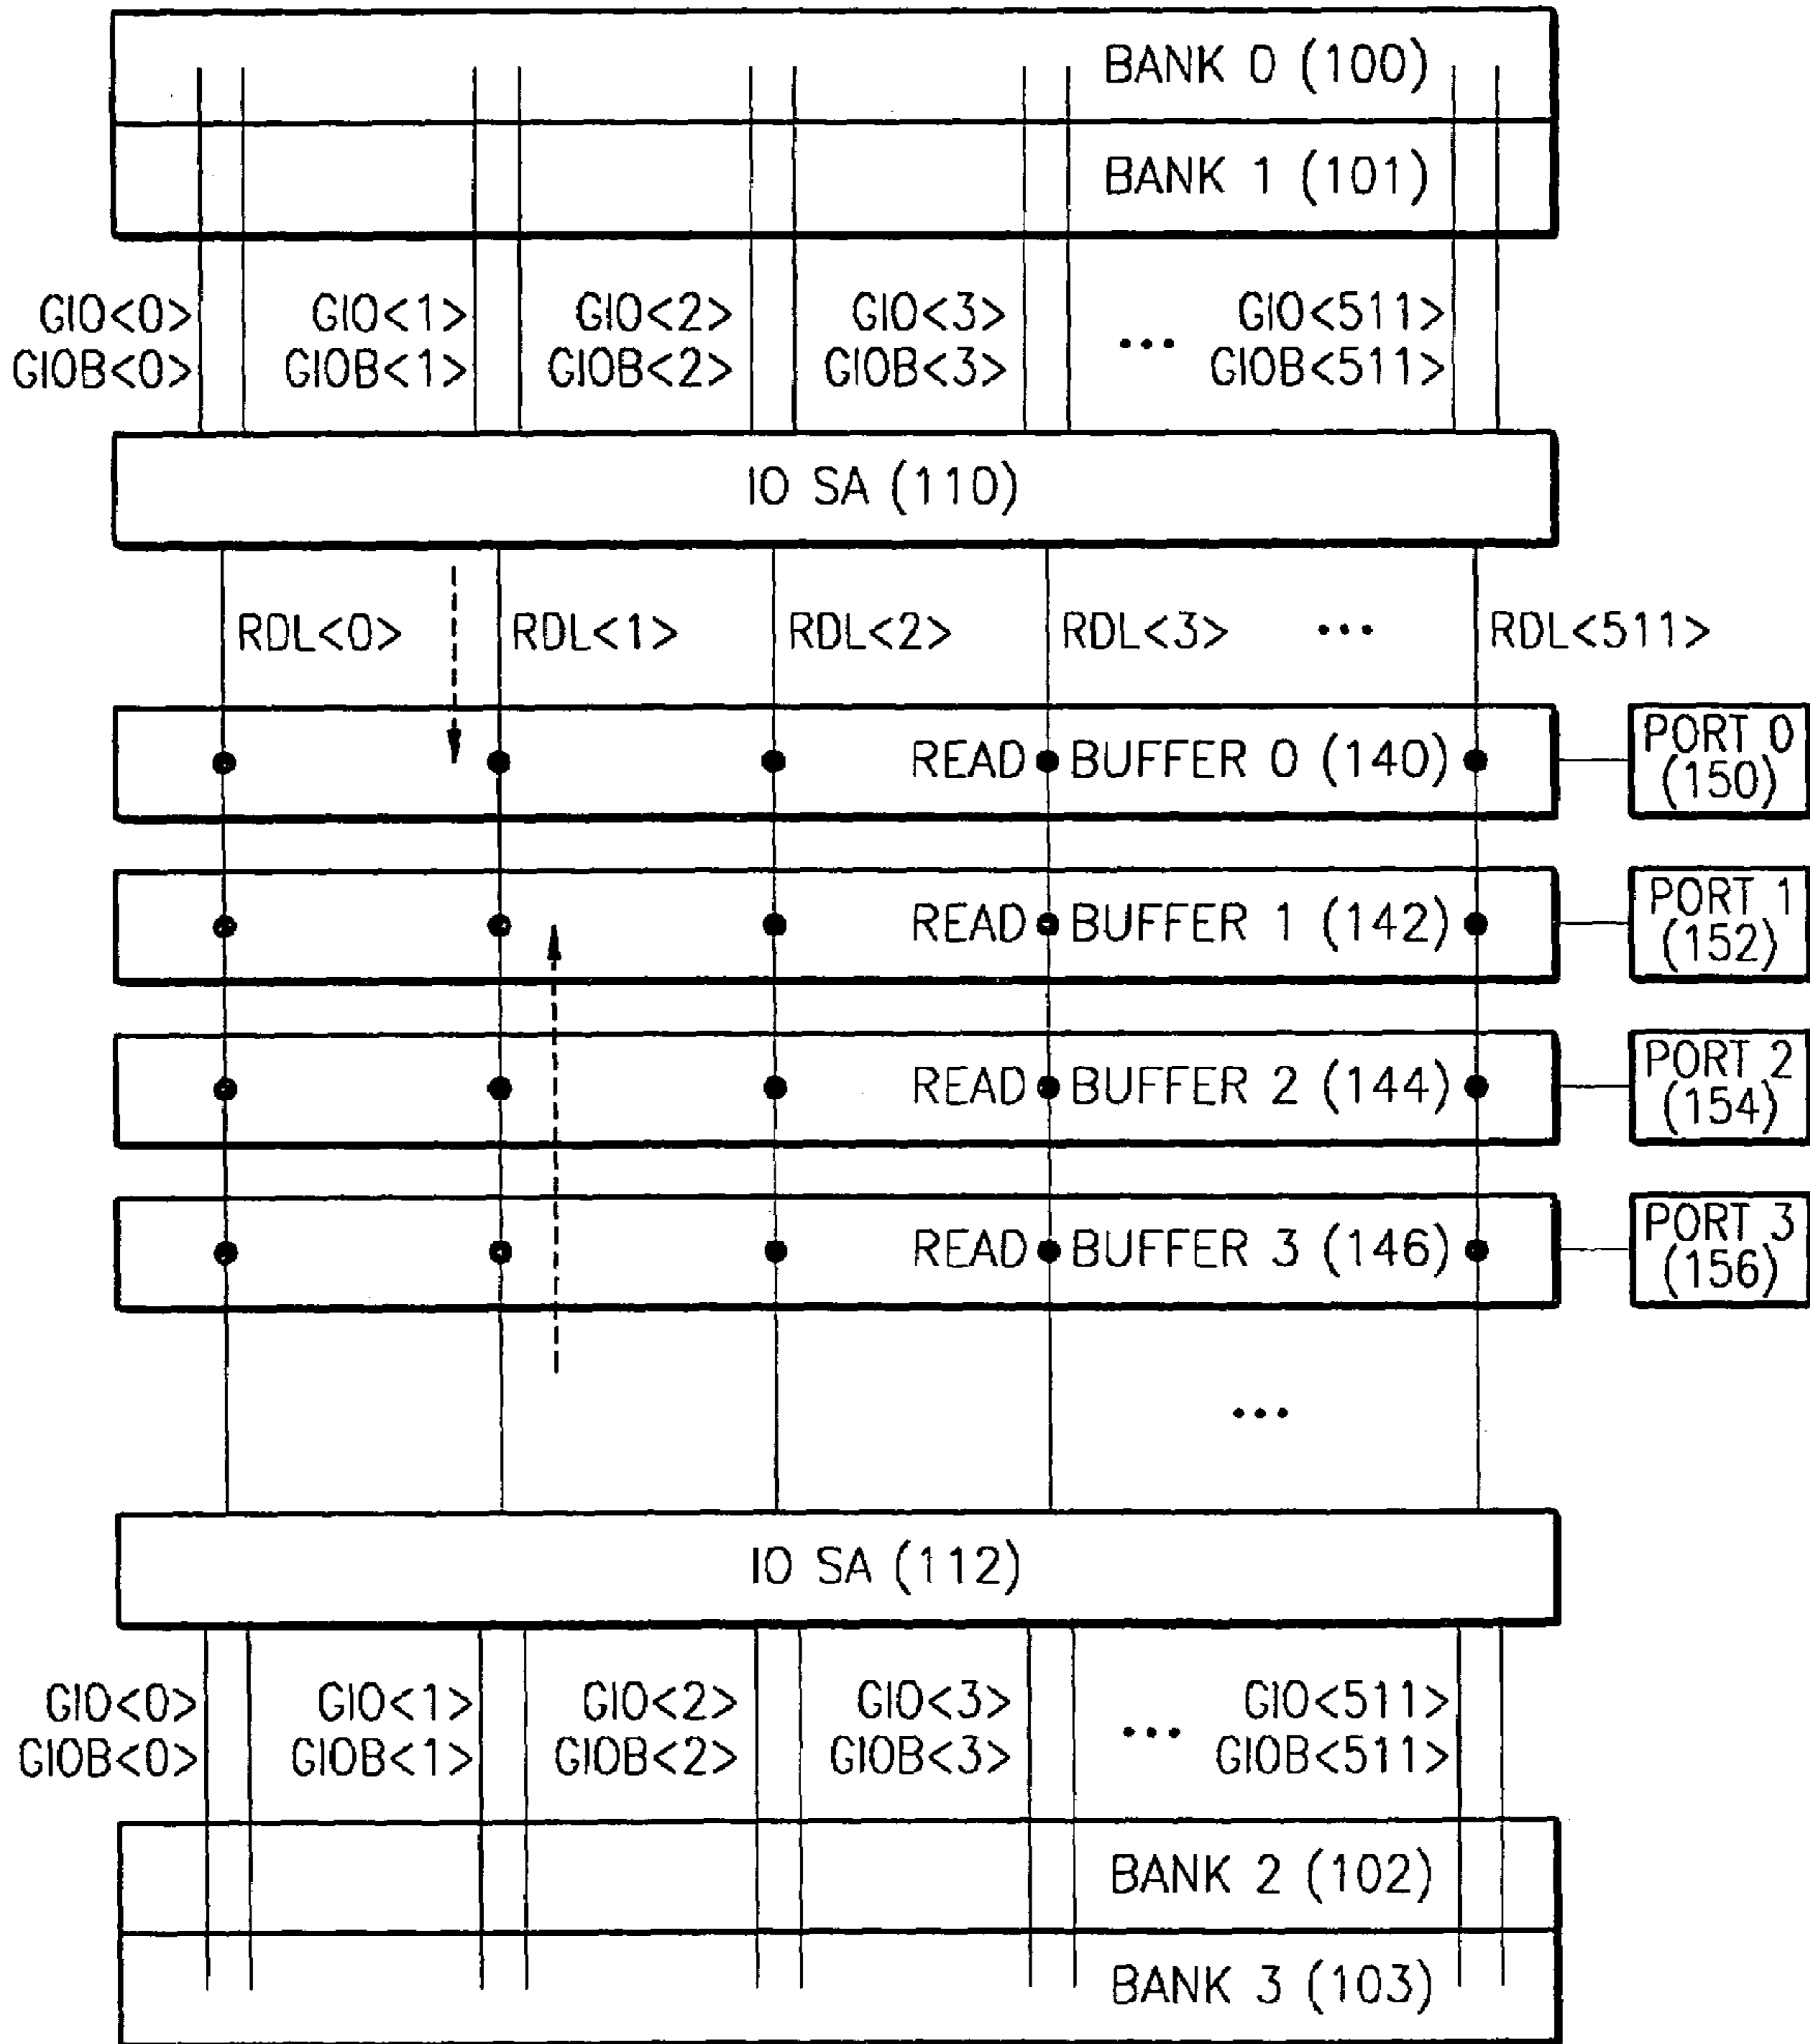 BANK 0 (100)
BANK 1 (101)
GIO<0> GIO<1> GIO<2> GIO<3> GIO<511>
GIOB<0> GIOB<1> GIOB<2> GIOB<3> ... GIOB<511>
IO SA (110)
RDL<0> RDL<1> RDL<2> RDL<3> ... RDL<511>
READ BUFFER 0 (140)
PORT 0
(150)
READ BUFFER 1 (142)
PORT 1
(152)
READ BUFFER 2 (144)
PORT 2
(154)
READ BUFFER 3 (146)
PORT 3
(156)
...
IO SA (112)
GIO<0> GIO<1> GIO<2> GIO<3> GIO<511>
GIOB<0> GIOB<1> GIOB<2> GIOB<3> ... GIOB<511>
BANK 2 (102)
BANK 3 (103)